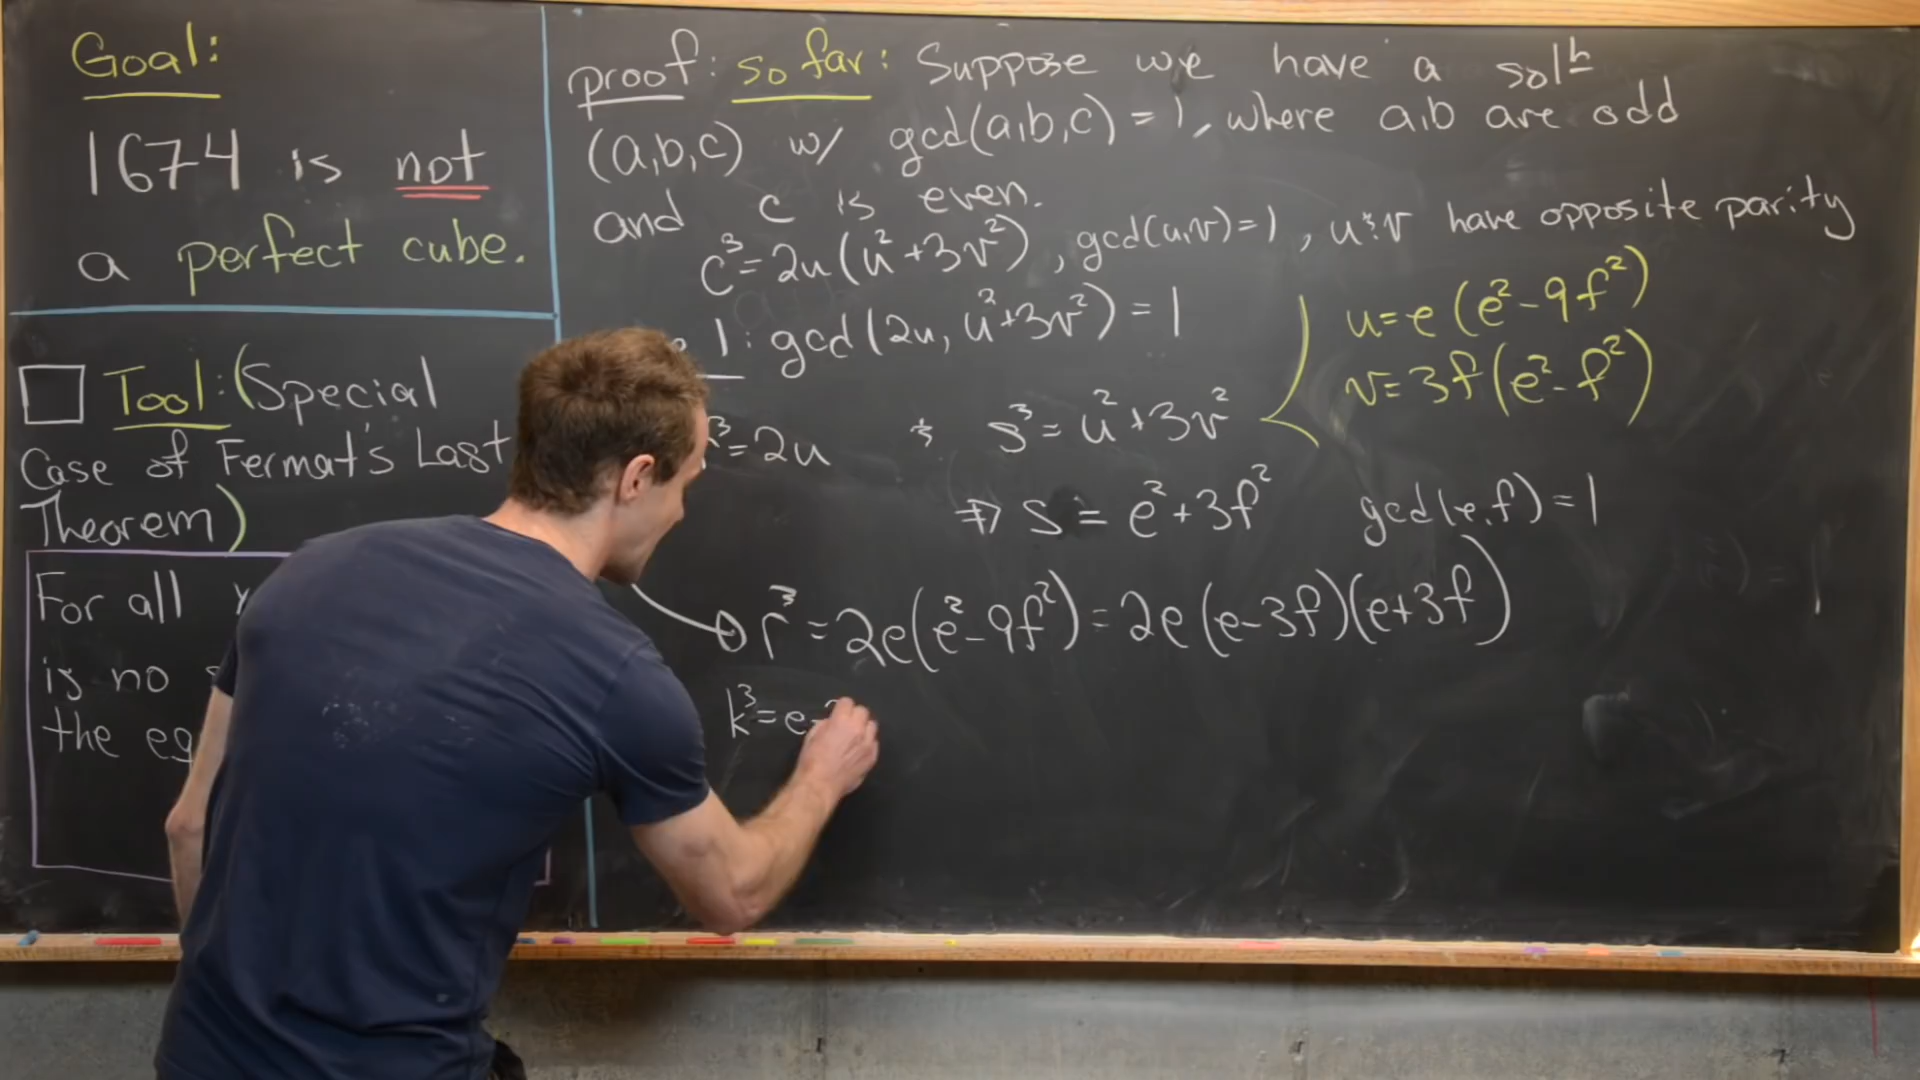 Goal:
1674 is not
a perfect cube.
Tool: (Special
Case of Fermat's Last
Theorem)
For all
is no
the eq
proof: so far: Suppose we have a solⁿ
(a,b,c) w/ gcd(a,b,c) = 1, where a,b are odd
and c is even.
c³ = 2u(u²+3v²), gcd(u,v)=1, u & v have opposite parity
1: gcd(2u, u²+3v²) = 1
³=2u & s³ = u²+3v²
u=e(e²-9f²)
v=3f(e²-f²)
⇒ s = e²+3f² gcd(e,f)=1
r³ = 2e(e²-9f²) = 2e(e-3f)(e+3f)
k³=e-